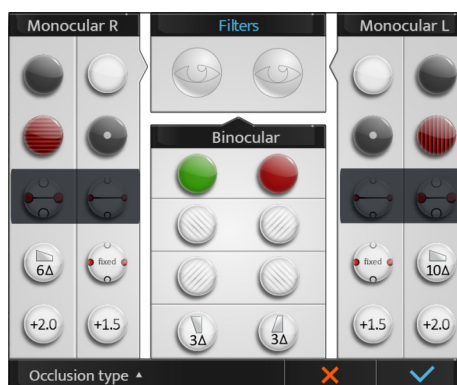 Monocular R
Filters
Monocular L
Binocular
6Δ
fixed
fixed
10Δ
+2.0
+1.5
3Δ
3Δ
+1.5
+2.0
Occlusion type